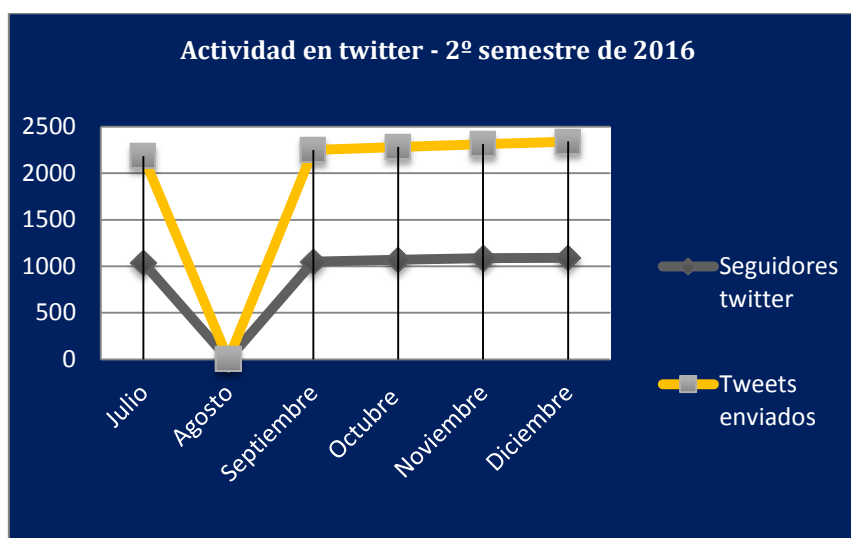 Actividad en twitter - 2º semestre de 2016
2500
2000
1500
1000
500
0
Julio
Agosto
Septiembre
Octubre
Noviembre
Diciembre
Seguidores
twitter
Tweets
enviados